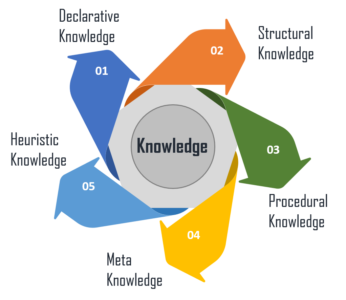 Declarative
Knowledge
01
02
Structural
Knowledge
03
Procedural
Knowledge
04
Meta
Knowledge
05
Heuristic
Knowledge
Knowledge